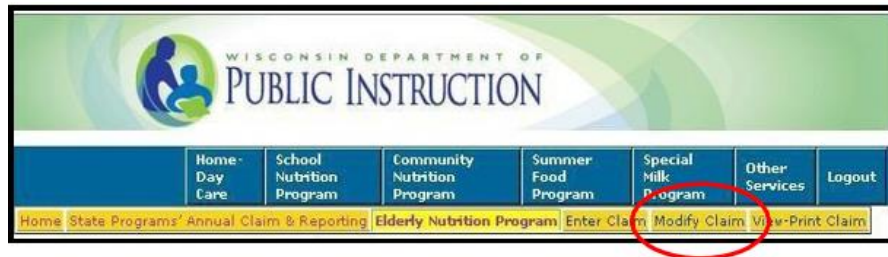 WISCONSIN DEPARTMENT OF
PUBLIC INSTRUCTION
Home-Day Care School Nutrition Program Community Nutrition Program Summer Food Program Special Milk Program Other Services Logout
Home State Programs' Annual Claim & Reporting Elderly Nutrition Program Enter Claim Modify Claim View-Print Claim